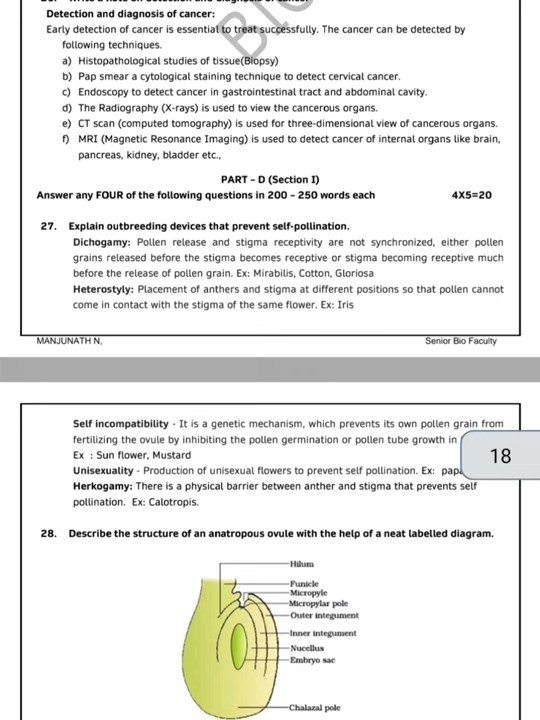 Detection and diagnosis of cancer:
Early detection of cancer is essential to treat successfully. The cancer can be detected by
following techniques.
a) Histopathological studies of tissue(Biopsy)
b) Pap smear a cytological staining technique to detect cervical cancer.
c) Endoscopy to detect cancer in gastrointestinal tract and abdominal cavity.
d) The Radiography (X-rays) is used to view the cancerous organs.
e) CT scan (computed tomography) is used for three-dimensional view of cancerous organs.
f) MRI (Magnetic Resonance Imaging) is used to detect cancer of internal organs like brain,
pancreas, kidney, bladder etc.,
PART – D (Section I)
Answer any FOUR of the following questions in 200 – 250 words each 4X5=20
27. Explain outbreeding devices that prevent self-pollination.
Dichogamy: Pollen release and stigma receptivity are not synchronized, either pollen
grains released before the stigma becomes receptive or stigma becoming receptive much
before the release of pollen grain. Ex: Mirabilis, Cotton, Gloriosa
Heterostyly: Placement of anthers and stigma at different positions so that pollen cannot
come in contact with the stigma of the same flower. Ex: Iris
MANJUNATH N, Senior Bio Faculty
Self incompatibility - It is a genetic mechanism, which prevents its own pollen grain from
fertilizing the ovule by inhibiting the pollen germination or pollen tube growth in
Ex : Sun flower, Mustard
18
Unisexuality - Production of unisexual flowers to prevent self pollination. Ex:
Herkogamy: There is a physical barrier between anther and stigma that prevents self
pollination. Ex: Calotropis.
28. Describe the structure of an anatropous ovule with the help of a neat labelled diagram.
Hilum
Funicle
Micropyle
Micropylar pole
Outer integument
Inner integument
Nucellus
Embryo sac
Chalazal pole